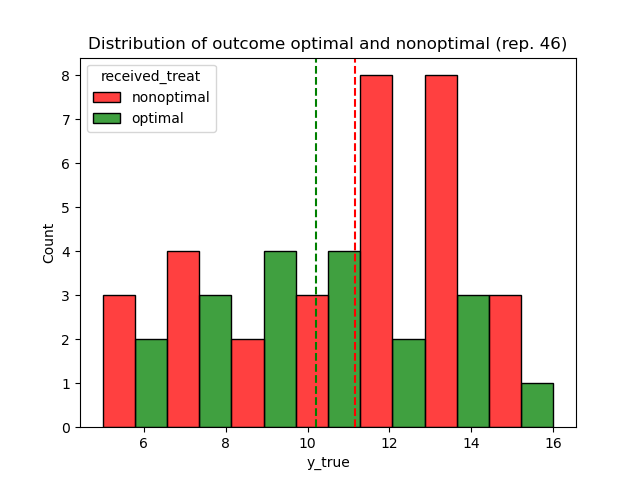 Distribution of outcome optimal and nonoptimal (rep. 46)
received_treat
nonoptimal
optimal
Count
8
7
6
5
4
3
2
1
0
6 8 10 12 14 16
y_true